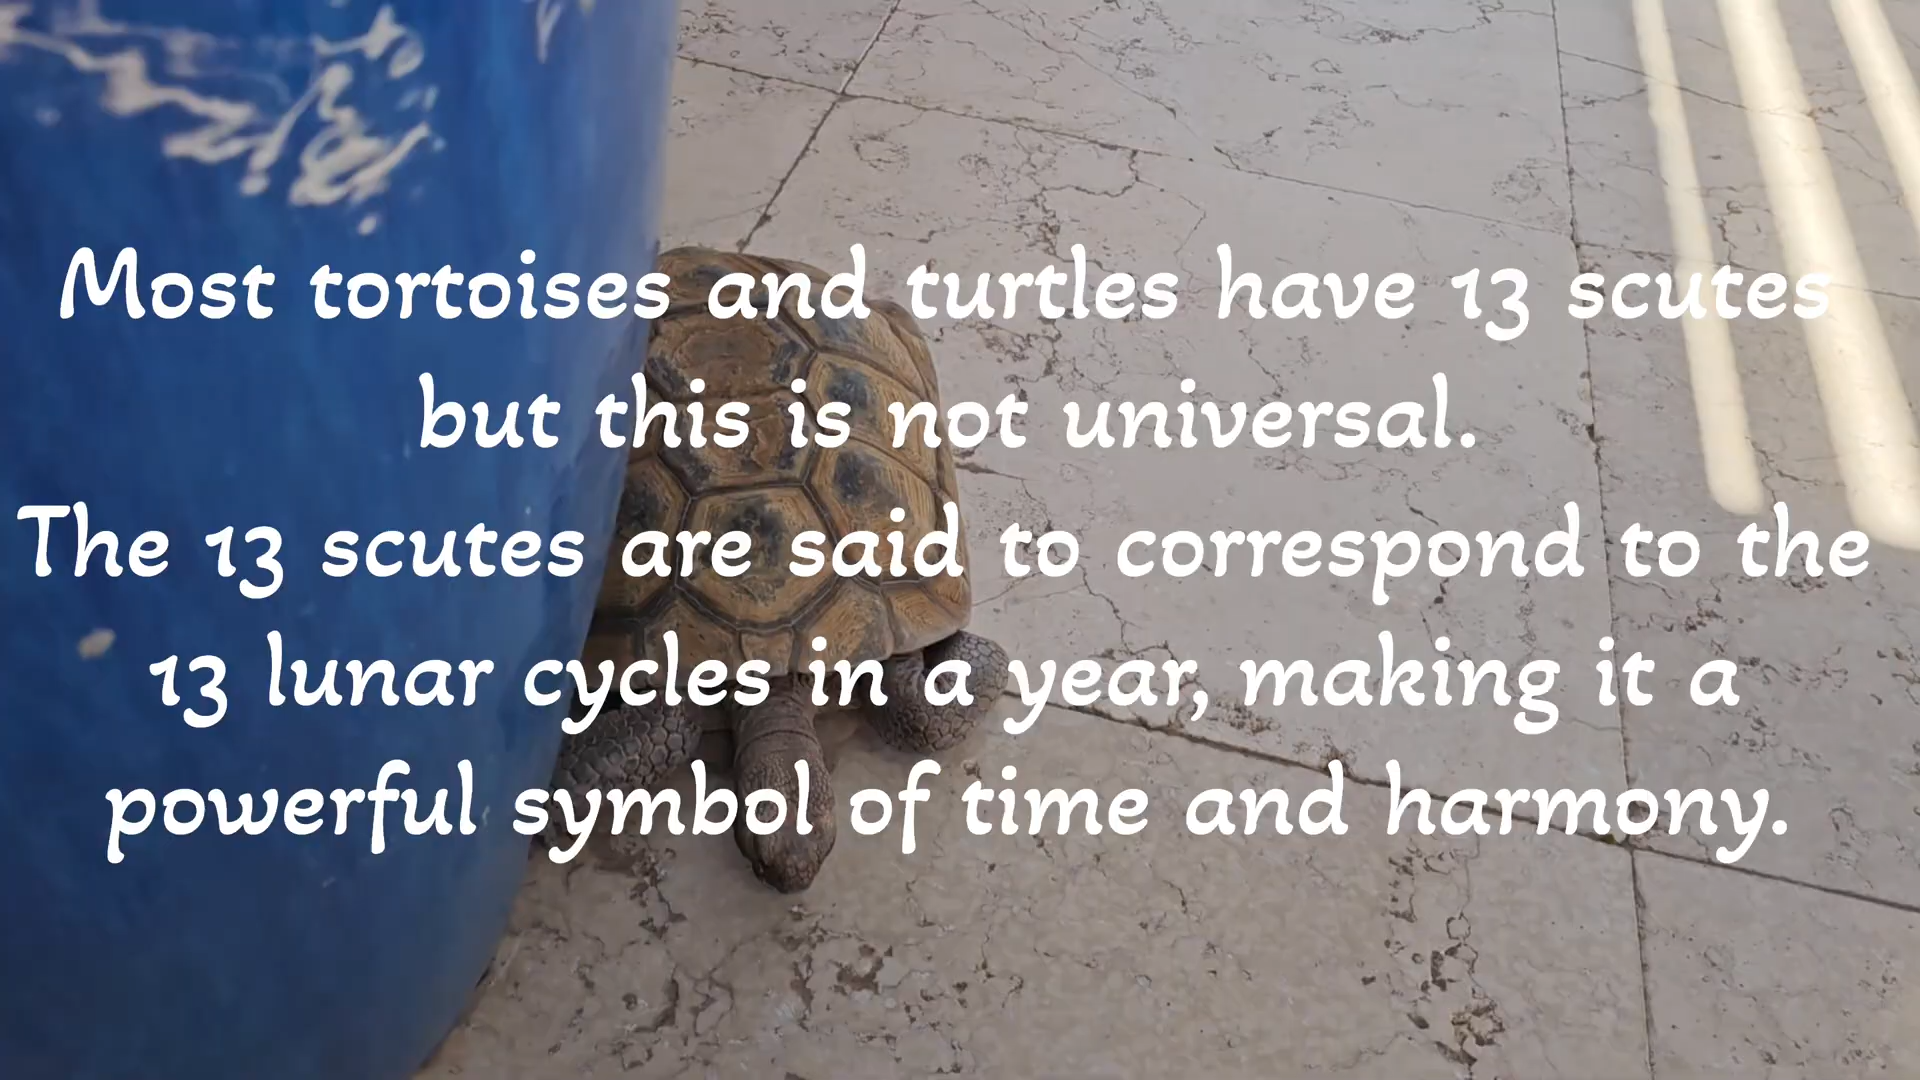 Most tortoises and turtles have 13 scutes
but this is not universal.
The 13 scutes are said to correspond to the
13 lunar cycles in a year, making it a
powerful symbol of time and harmony.